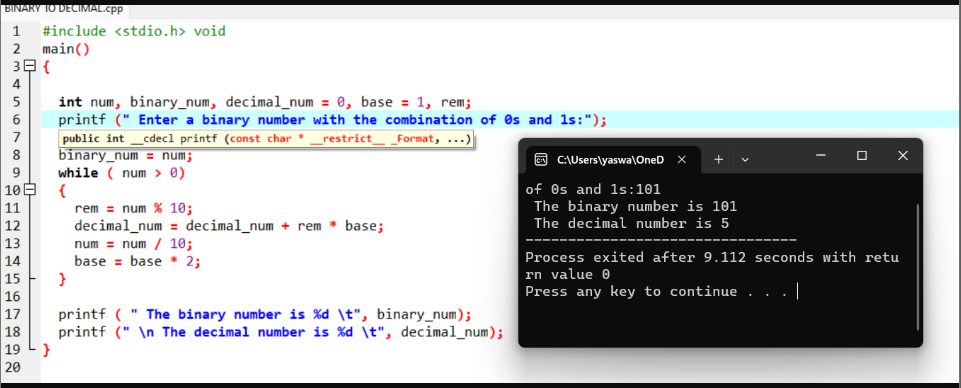 BINARY TO DECIMAL.cpp
1 #include <stdio.h> void
2 main()
3 {
4
5 int num, binary_num, decimal_num = 0, base = 1, rem;
6 printf (" Enter a binary number with the combination of 0s and 1s:");
7 public int __cdecl printf (const char * __restrict__ _Format, ...)
8 binary_num = num;
9 while ( num > 0)
10 {
11 rem = num % 10;
12 decimal_num = decimal_num + rem * base;
13 num = num / 10;
14 base = base * 2;
15 }
16
17 printf ( " The binary number is %d \t", binary_num);
18 printf (" \n The decimal number is %d \t", decimal_num);
19 }
20
C:\Users\yaswa\OneD
of 0s and 1s:101
The binary number is 101
The decimal number is 5
--------------------------------
Process exited after 9.112 seconds with retu
rn value 0
Press any key to continue . . .